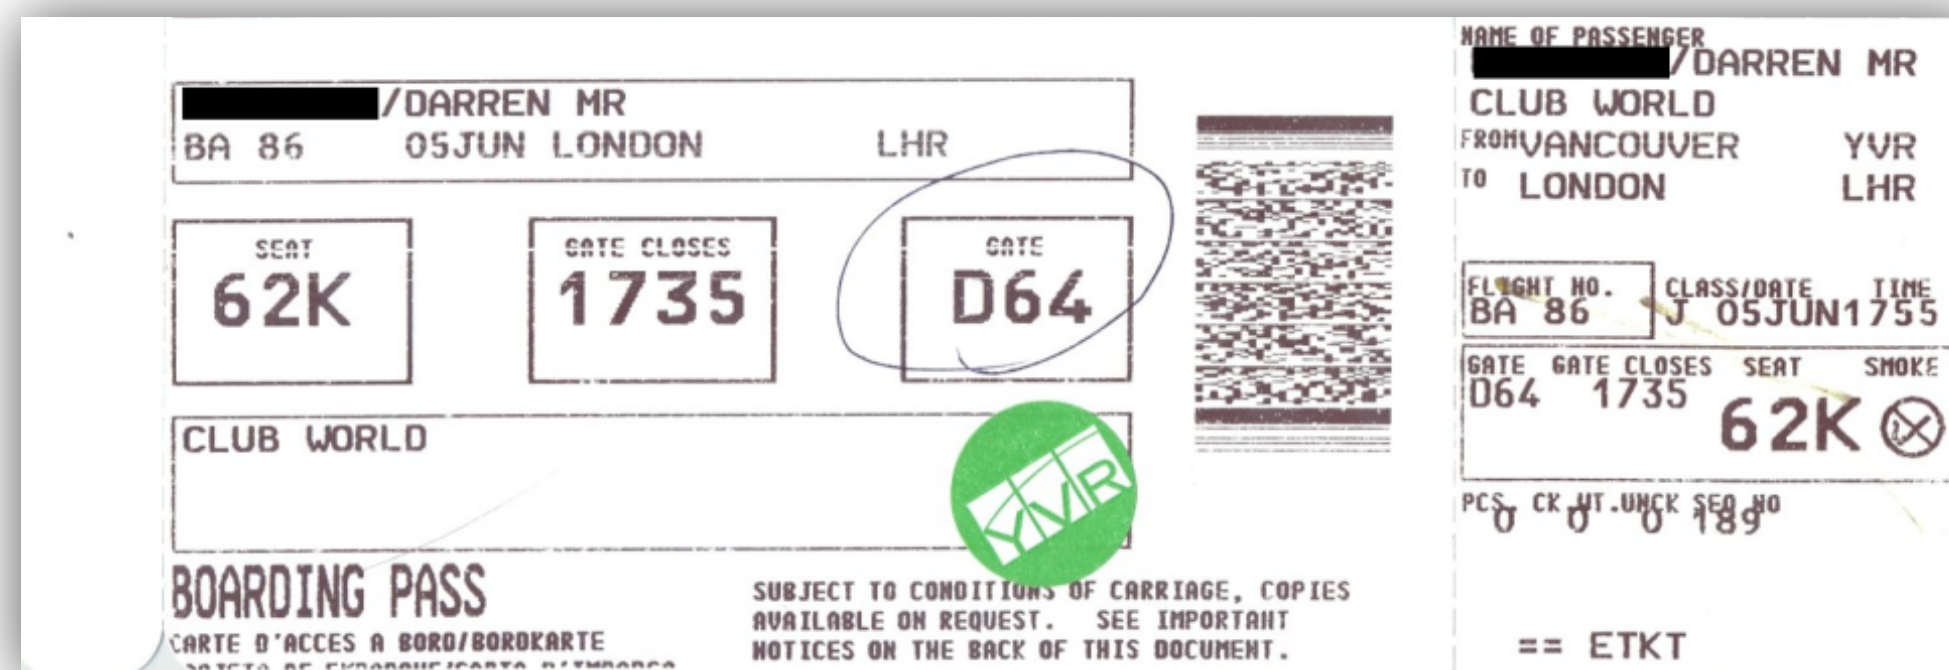 /DARREN MR
BA 86 05JUN LONDON LHR
SEAT
62K
GATE CLOSES
1735
GATE
D64
CLUB WORLD
YVR
BOARDING PASS
CARTE D'ACCES A BORD/BORDKARTE
SUBJECT TO CONDITIONS OF CARRIAGE, COPIES
AVAILABLE ON REQUEST. SEE IMPORTANT
NOTICES ON THE BACK OF THIS DOCUMENT.
NAME OF PASSENGER
/DARREN MR
CLUB WORLD
FROM VANCOUVER YVR
TO LONDON LHR
FLIGHT NO. CLASS/DATE TIME
BA 86 J 05JUN1755
GATE GATE CLOSES SEAT SMOKE
D64 1735 62K
PCS. CK.WT.UNCK SEQ NO
0 0 0 189
== ETKT